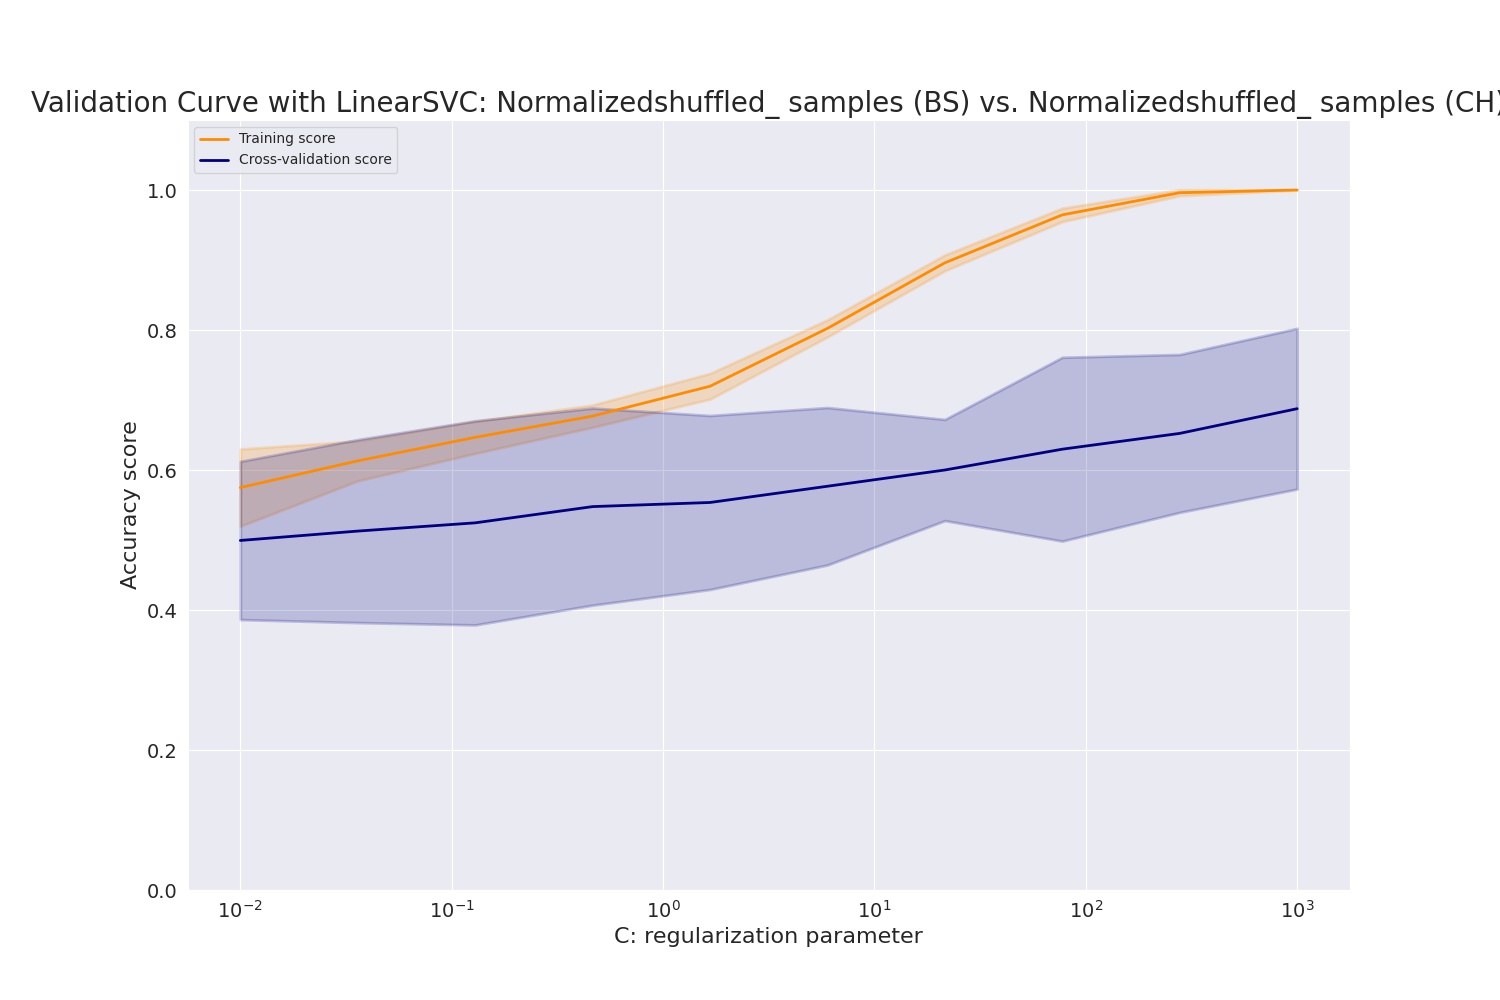 Validation Curve with LinearSVC: Normalizedshuffled_ samples (BS) vs. Normalizedshuffled_ samples (CH)
Training score
Cross-validation score
1.0
0.8
0.6
0.4
0.2
0.0
Accuracy score
10⁻² 10⁻¹ 10⁰ 10¹ 10² 10³
C: regularization parameter